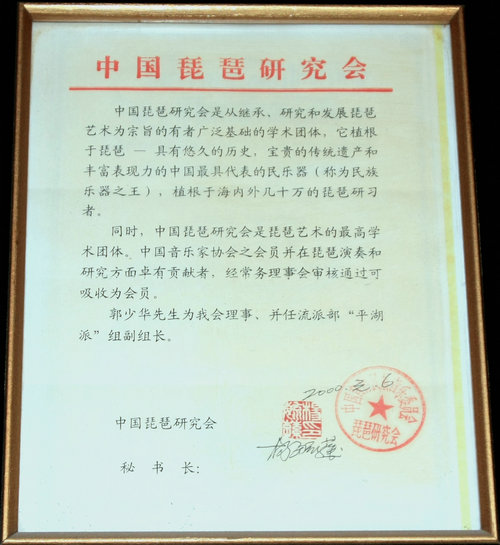 中国琵琶研究会
中国琵琶研究会是从继承、研究和发展琵琶
艺术为宗旨的有者广泛基础的学术团体，它植根
于琵琶 — 具有悠久的历史，宝贵的传统遗产和
丰富表现力的中国最具代表的民乐器（称为民族
乐器之王），植根于海内外几十万的琵琶研习
者。
同时，中国琵琶研究会是琵琶艺术的最高学
术团体。中国音乐家协会之会员并在琵琶演奏和
研究方面卓有贡献者，经常务理事会审核通过可
吸收为会员。
郭少华先生为我会理事、并任流派部“平湖
派”组副组长。
2000. 元. 6
中国琵琶研究会
琵琶研究会
秘 书 长：